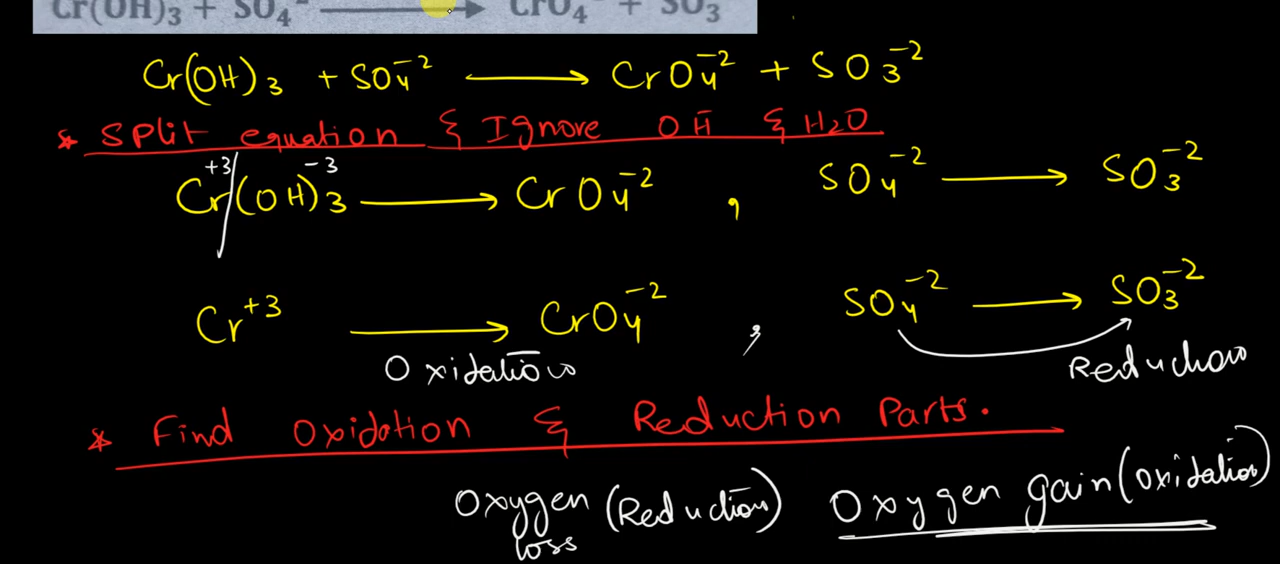 Cr(OH)₃ + SO₄⁻² ⟶ CrO₄⁻² + SO₃
Cr(OH)₃ + SO₄⁻² ⟶ CrO₄⁻² + SO₃⁻²
* Split equation & Ignore OH̄ & H₂O
+3 −3
Cr/(OH)₃ ⟶ CrO₄⁻² , SO₄⁻² ⟶ SO₃⁻²
Cr⁺³ ⟶ CrO₄⁻² , SO₄⁻² ⟶ SO₃⁻²
Oxidation Reduction
* Find Oxidation & Reduction Parts.
Oxygen loss (Reduction) Oxygen gain (oxidation)